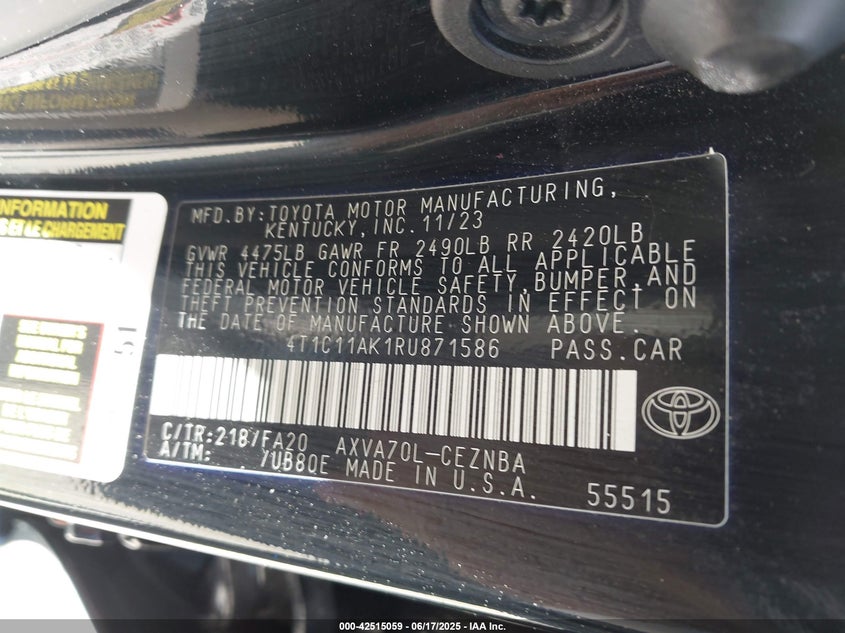 NFORMATION
MFD.BY:TOYOTA MOTOR MANUFACTURING,
KENTUCKY,INC.11/23
GVWR 4475LB GAWR FR 2490LB RR 2420LB
THIS VEHICLE CONFORMS TO ALL APPLICABLE
FEDERAL MOTOR VEHICLE SAFETY,BUMPER,AND
THEFT PREVENTION STANDARDS IN EFFECT ON
THE DATE OF MANUFACTURE SHOWN ABOVE.
4T1C11AK1RU871586 PASS.CAR
C/TR:218/FA20 AXVA70L-CEZNBA
A/TM: /UB80E MADE IN U.S.A.
55515
000-42515059 - 06/17/2025 - IAA Inc.